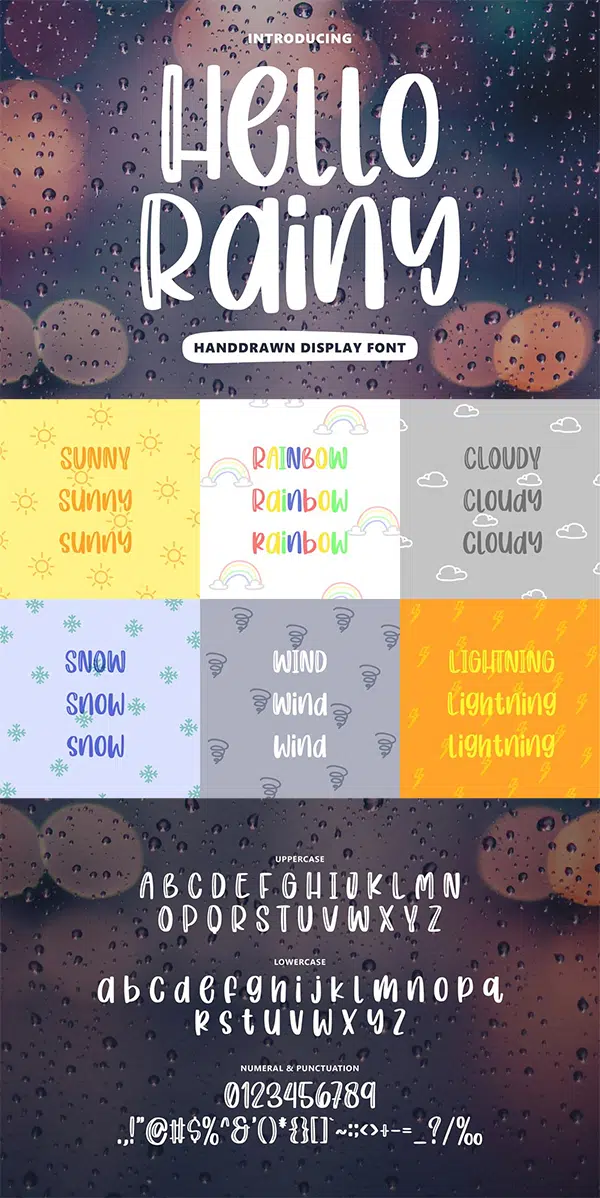 INTRODUCING
Hello
Rainy
HANDDRAWN DISPLAY FONT
SUNNY
Sunny
sunny
RAINBOW
Rainbow
rainbow
CLOUDY
Cloudy
cloudy
SNOW
Snow
snow
WIND
Wind
wind
LIGHTNING
Lightning
lightning
UPPERCASE
A B C D E F G H I J K L M N
O P Q R S T U V W X Y Z
LOWERCASE
a b c d e f g h i j k l m n o p q
r s t u v w x y z
NUMERAL & PUNCTUATION
0123456789
.,!"@#$%^&'()*{}[]`~:;<>+-=_?/‰